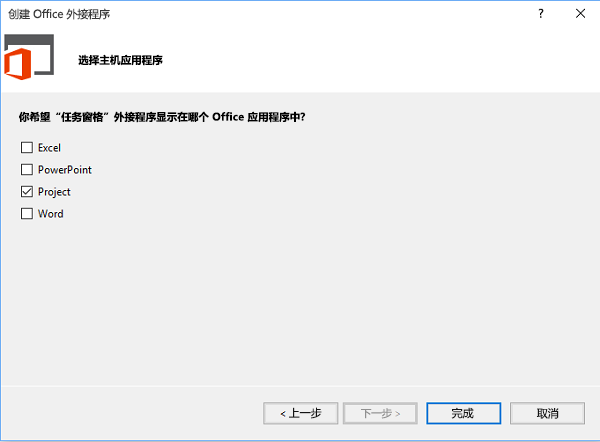 创建 Office 外接程序
?
选择主机应用程序
你希望“任务窗格”外接程序显示在哪个 Office 应用程序中?
Excel
PowerPoint
Project
Word
< 上一步 下一步 > 完成 取消